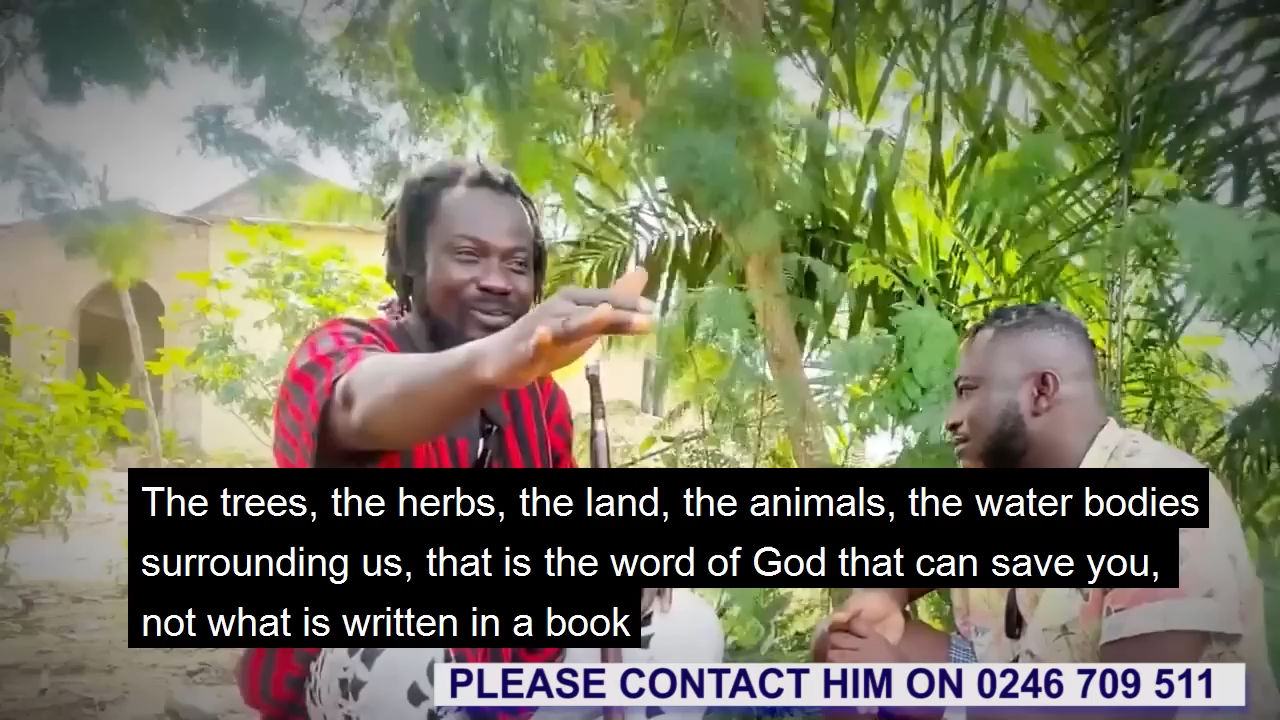 The trees, the herbs, the land, the animals, the water bodies
surrounding us, that is the word of God that can save you,
not what is written in a book
PLEASE CONTACT HIM ON 0246 709 511